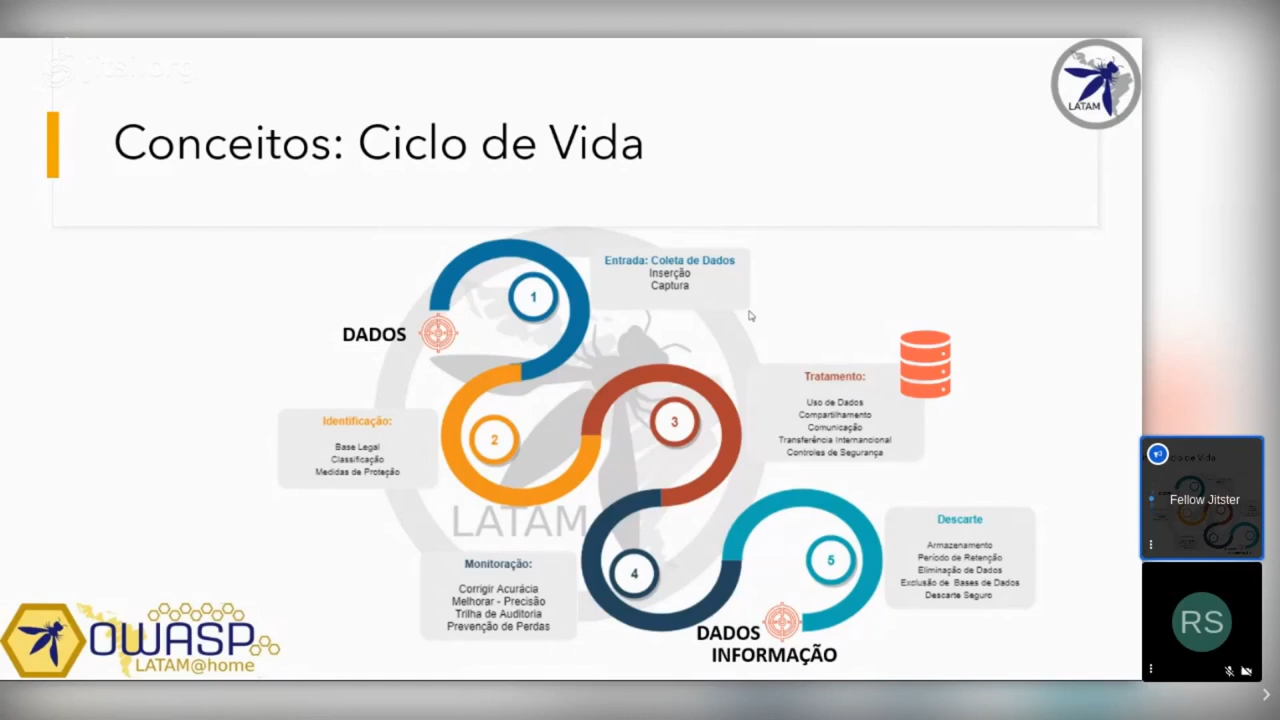 jitsi.org
LATAM
Conceitos: Ciclo de Vida
1
Entrada: Coleta de Dados
Inserção
Captura
DADOS
2
Identificação:
Base Legal
Classificação
Medidas de Proteção
3
Tratamento:
Uso de Dados
Compartilhamento
Comunicação
Transferência Internancional
Controles de Segurança
LATAM
4
Monitoração:
Corrigir Acurácia
Melhorar - Precisão
Trilha de Auditoria
Prevenção de Perdas
5
Descarte
Armazenamento
Período de Retenção
Eliminação de Dados
Exclusão de Bases de Dados
Descarte Seguro
DADOS
INFORMAÇÃO
OWASP
LATAM@home
Fellow Jitster
RS